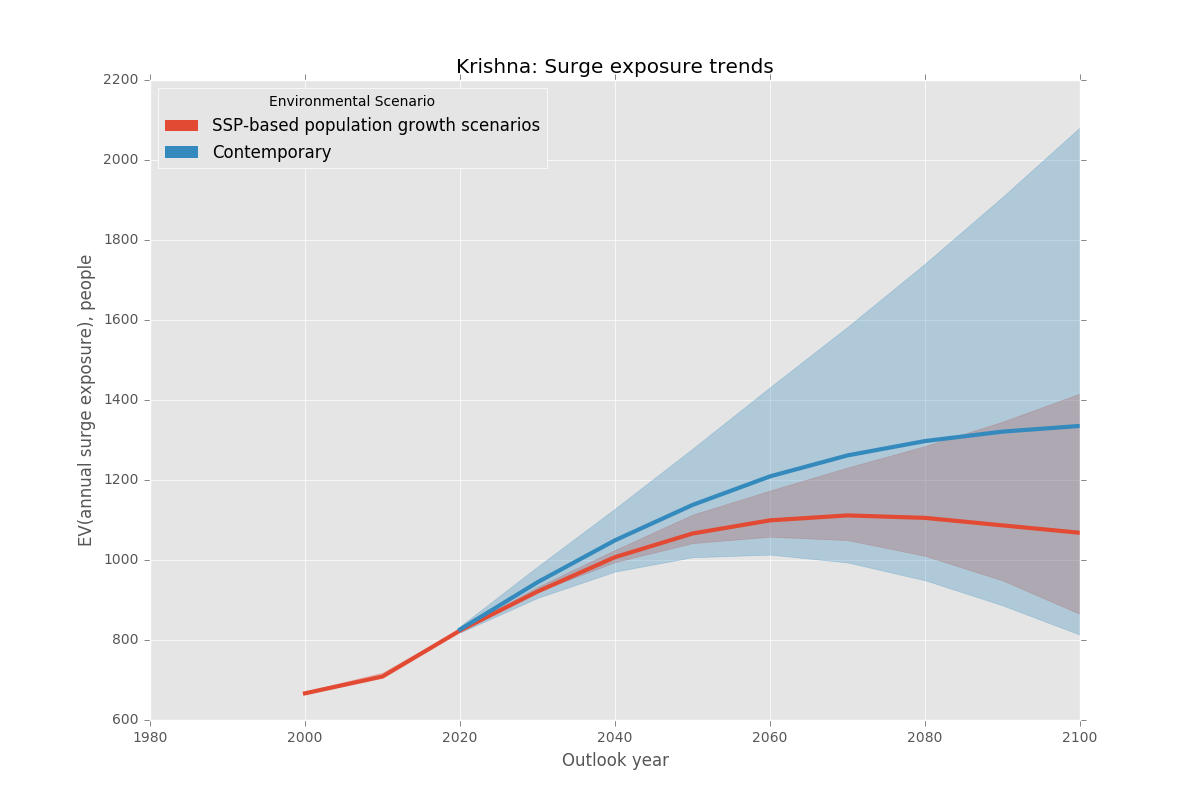 Krishna: Surge exposure trends
Environmental Scenario
SSP-based population growth scenarios
Contemporary
EV(annual surge exposure), people
2200
2000
1800
1600
1400
1200
1000
800
600
1980 2000 2020 2040 2060 2080 2100
Outlook year